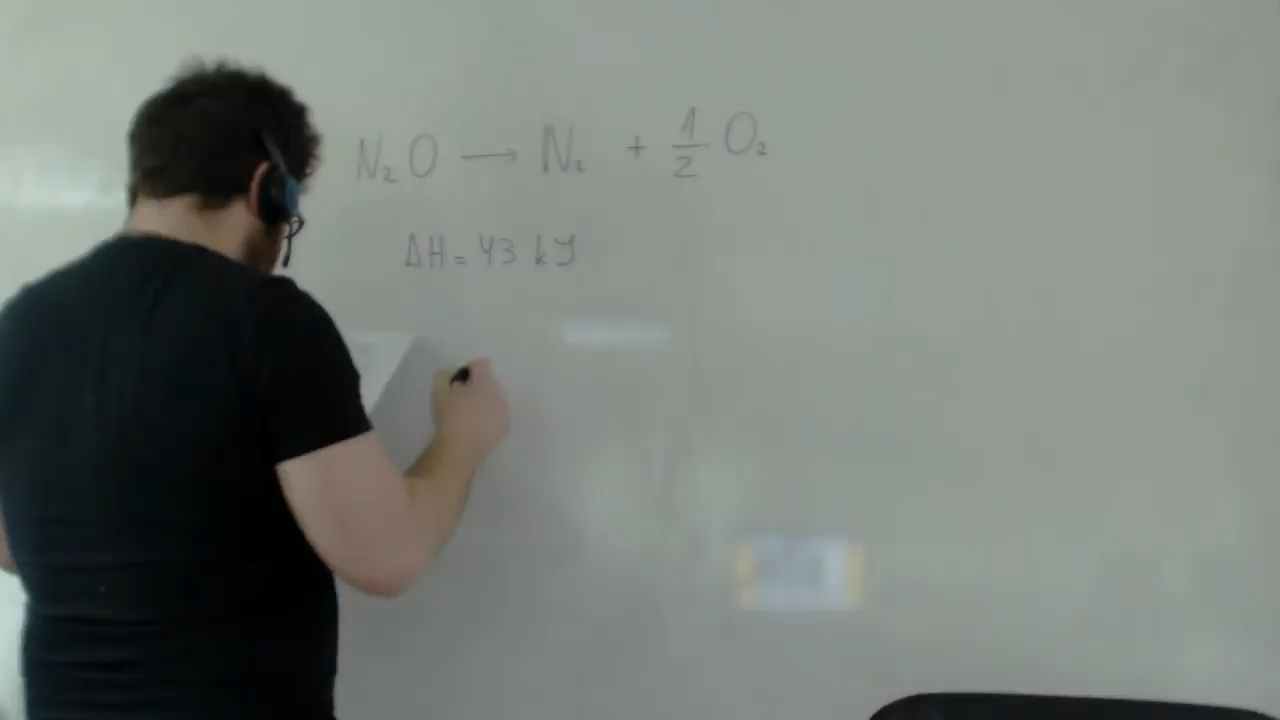 N₂O → N₂ + 1/2 O₂
ΔH = 43 kJ